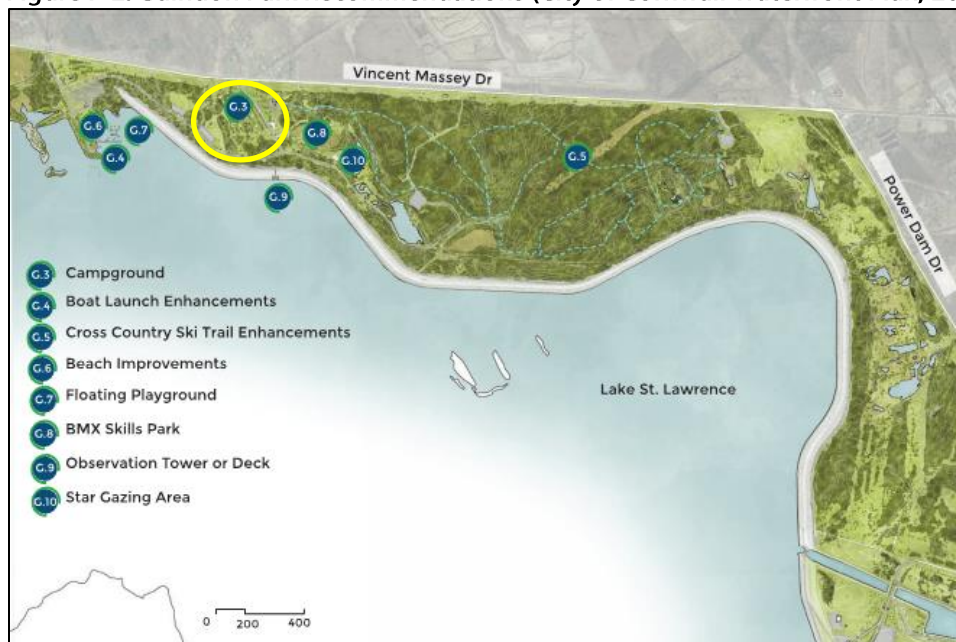 Vincent Massey Dr
G.3
G.6
G.7
G.8
G.4
G.10
G.5
G.9
Power Dam Dr
G.3 Campground
G.4 Boat Launch Enhancements
G.5 Cross Country Ski Trail Enhancements
G.6 Beach Improvements
G.7 Floating Playground
G.8 BMX Skills Park
G.9 Observation Tower or Deck
G.10 Star Gazing Area
Lake St. Lawrence
0 200 400